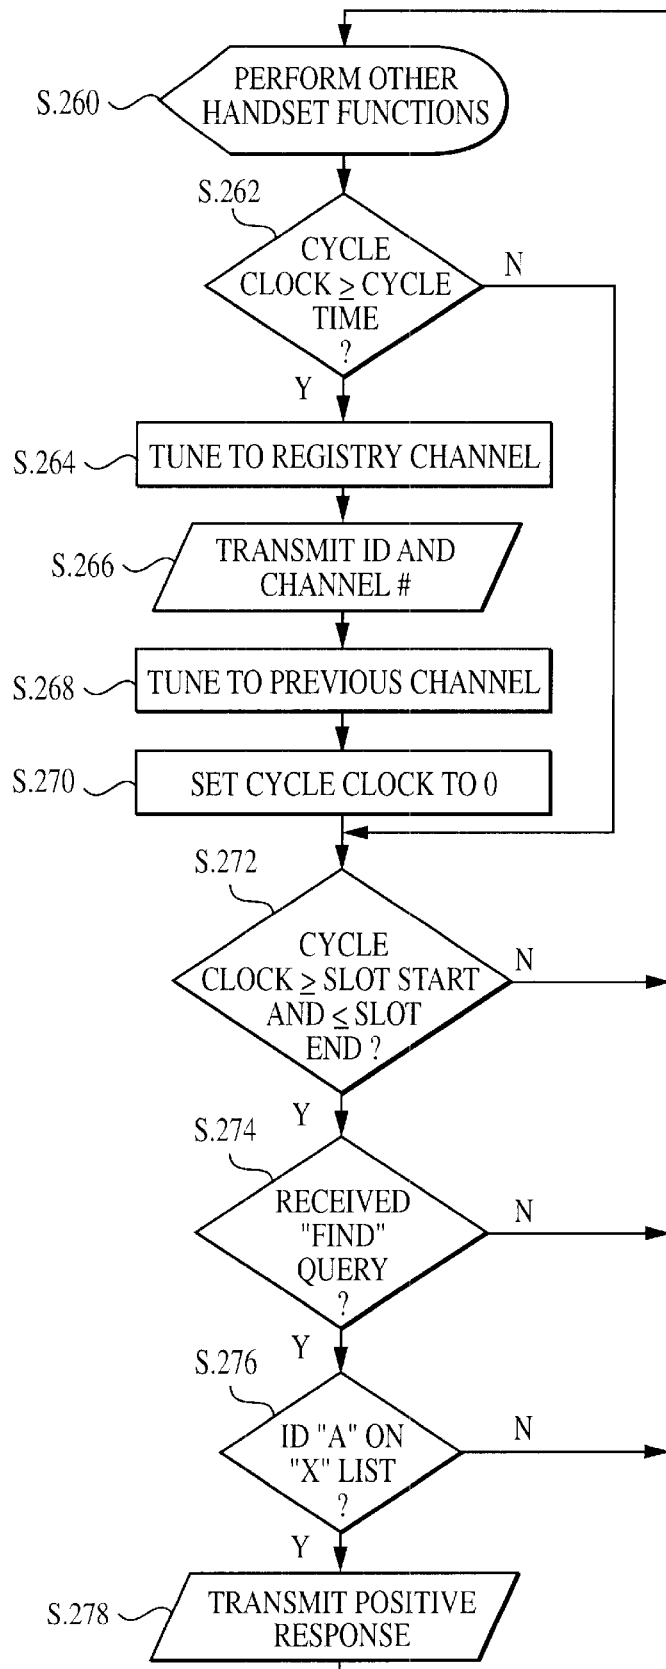 PERFORM OTHER
HANDSET FUNCTIONS
S.260
S.262
CYCLE
CLOCK ≥ CYCLE
TIME
?
N
Y
S.264
TUNE TO REGISTRY CHANNEL
S.266
TRANSMIT ID AND
CHANNEL #
S.268
TUNE TO PREVIOUS CHANNEL
S.270
SET CYCLE CLOCK TO 0
S.272
CYCLE
CLOCK ≥ SLOT START
AND ≤ SLOT
END ?
N
Y
S.274
RECEIVED
"FIND"
QUERY
?
N
Y
S.276
ID "A" ON
"X" LIST
?
N
Y
S.278
TRANSMIT POSITIVE
RESPONSE